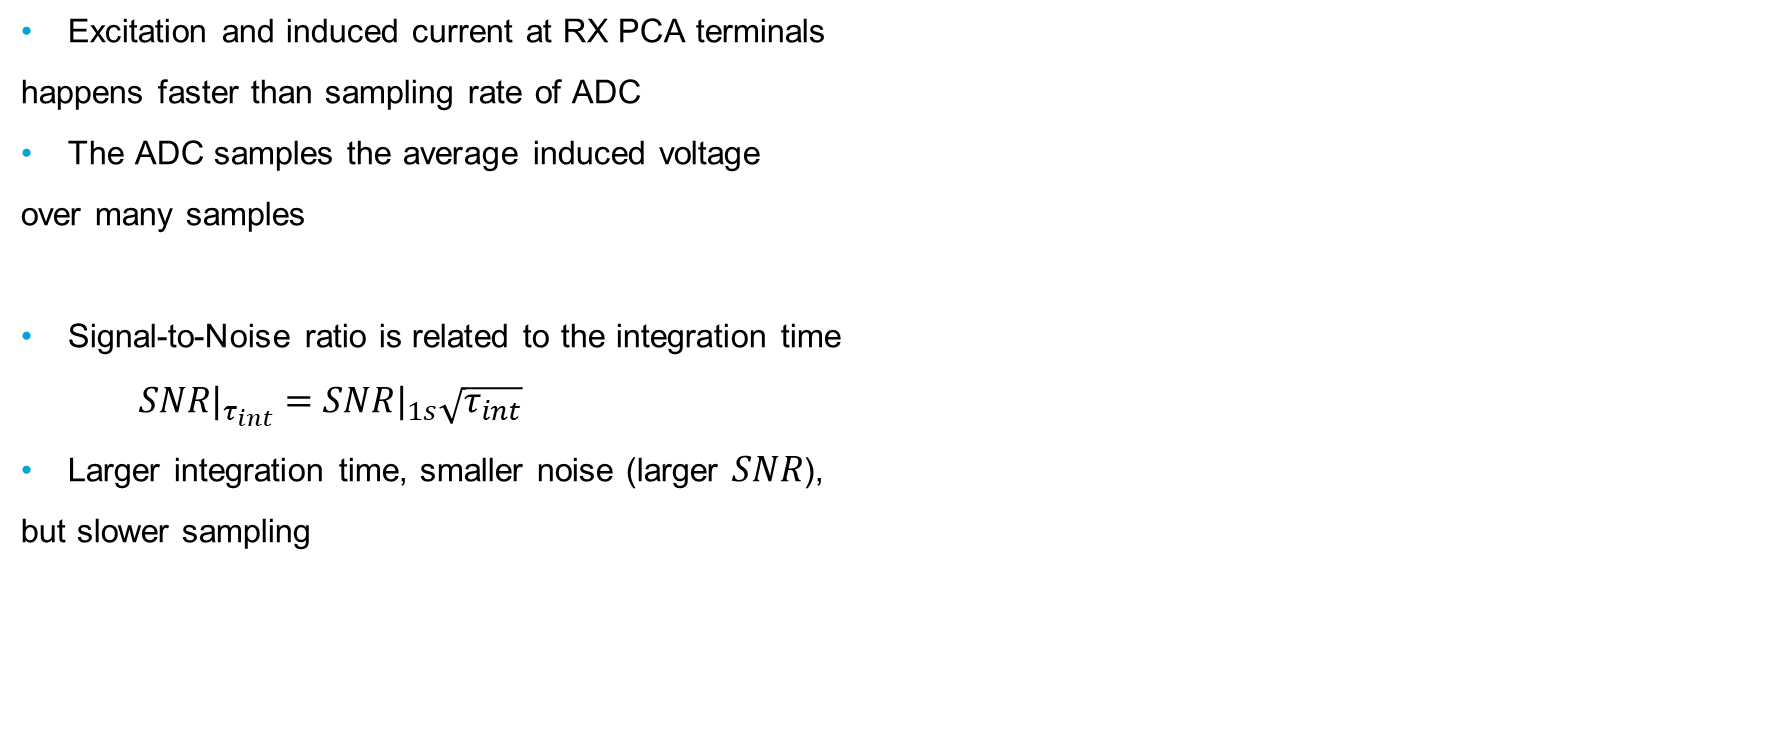 • Excitation and induced current at RX PCA terminals
happens faster than sampling rate of ADC
• The ADC samples the average induced voltage
over many samples
• Signal-to-Noise ratio is related to the integration time
SNR|τ_int = SNR|1s√τ_int
• Larger integration time, smaller noise (larger SNR),
but slower sampling